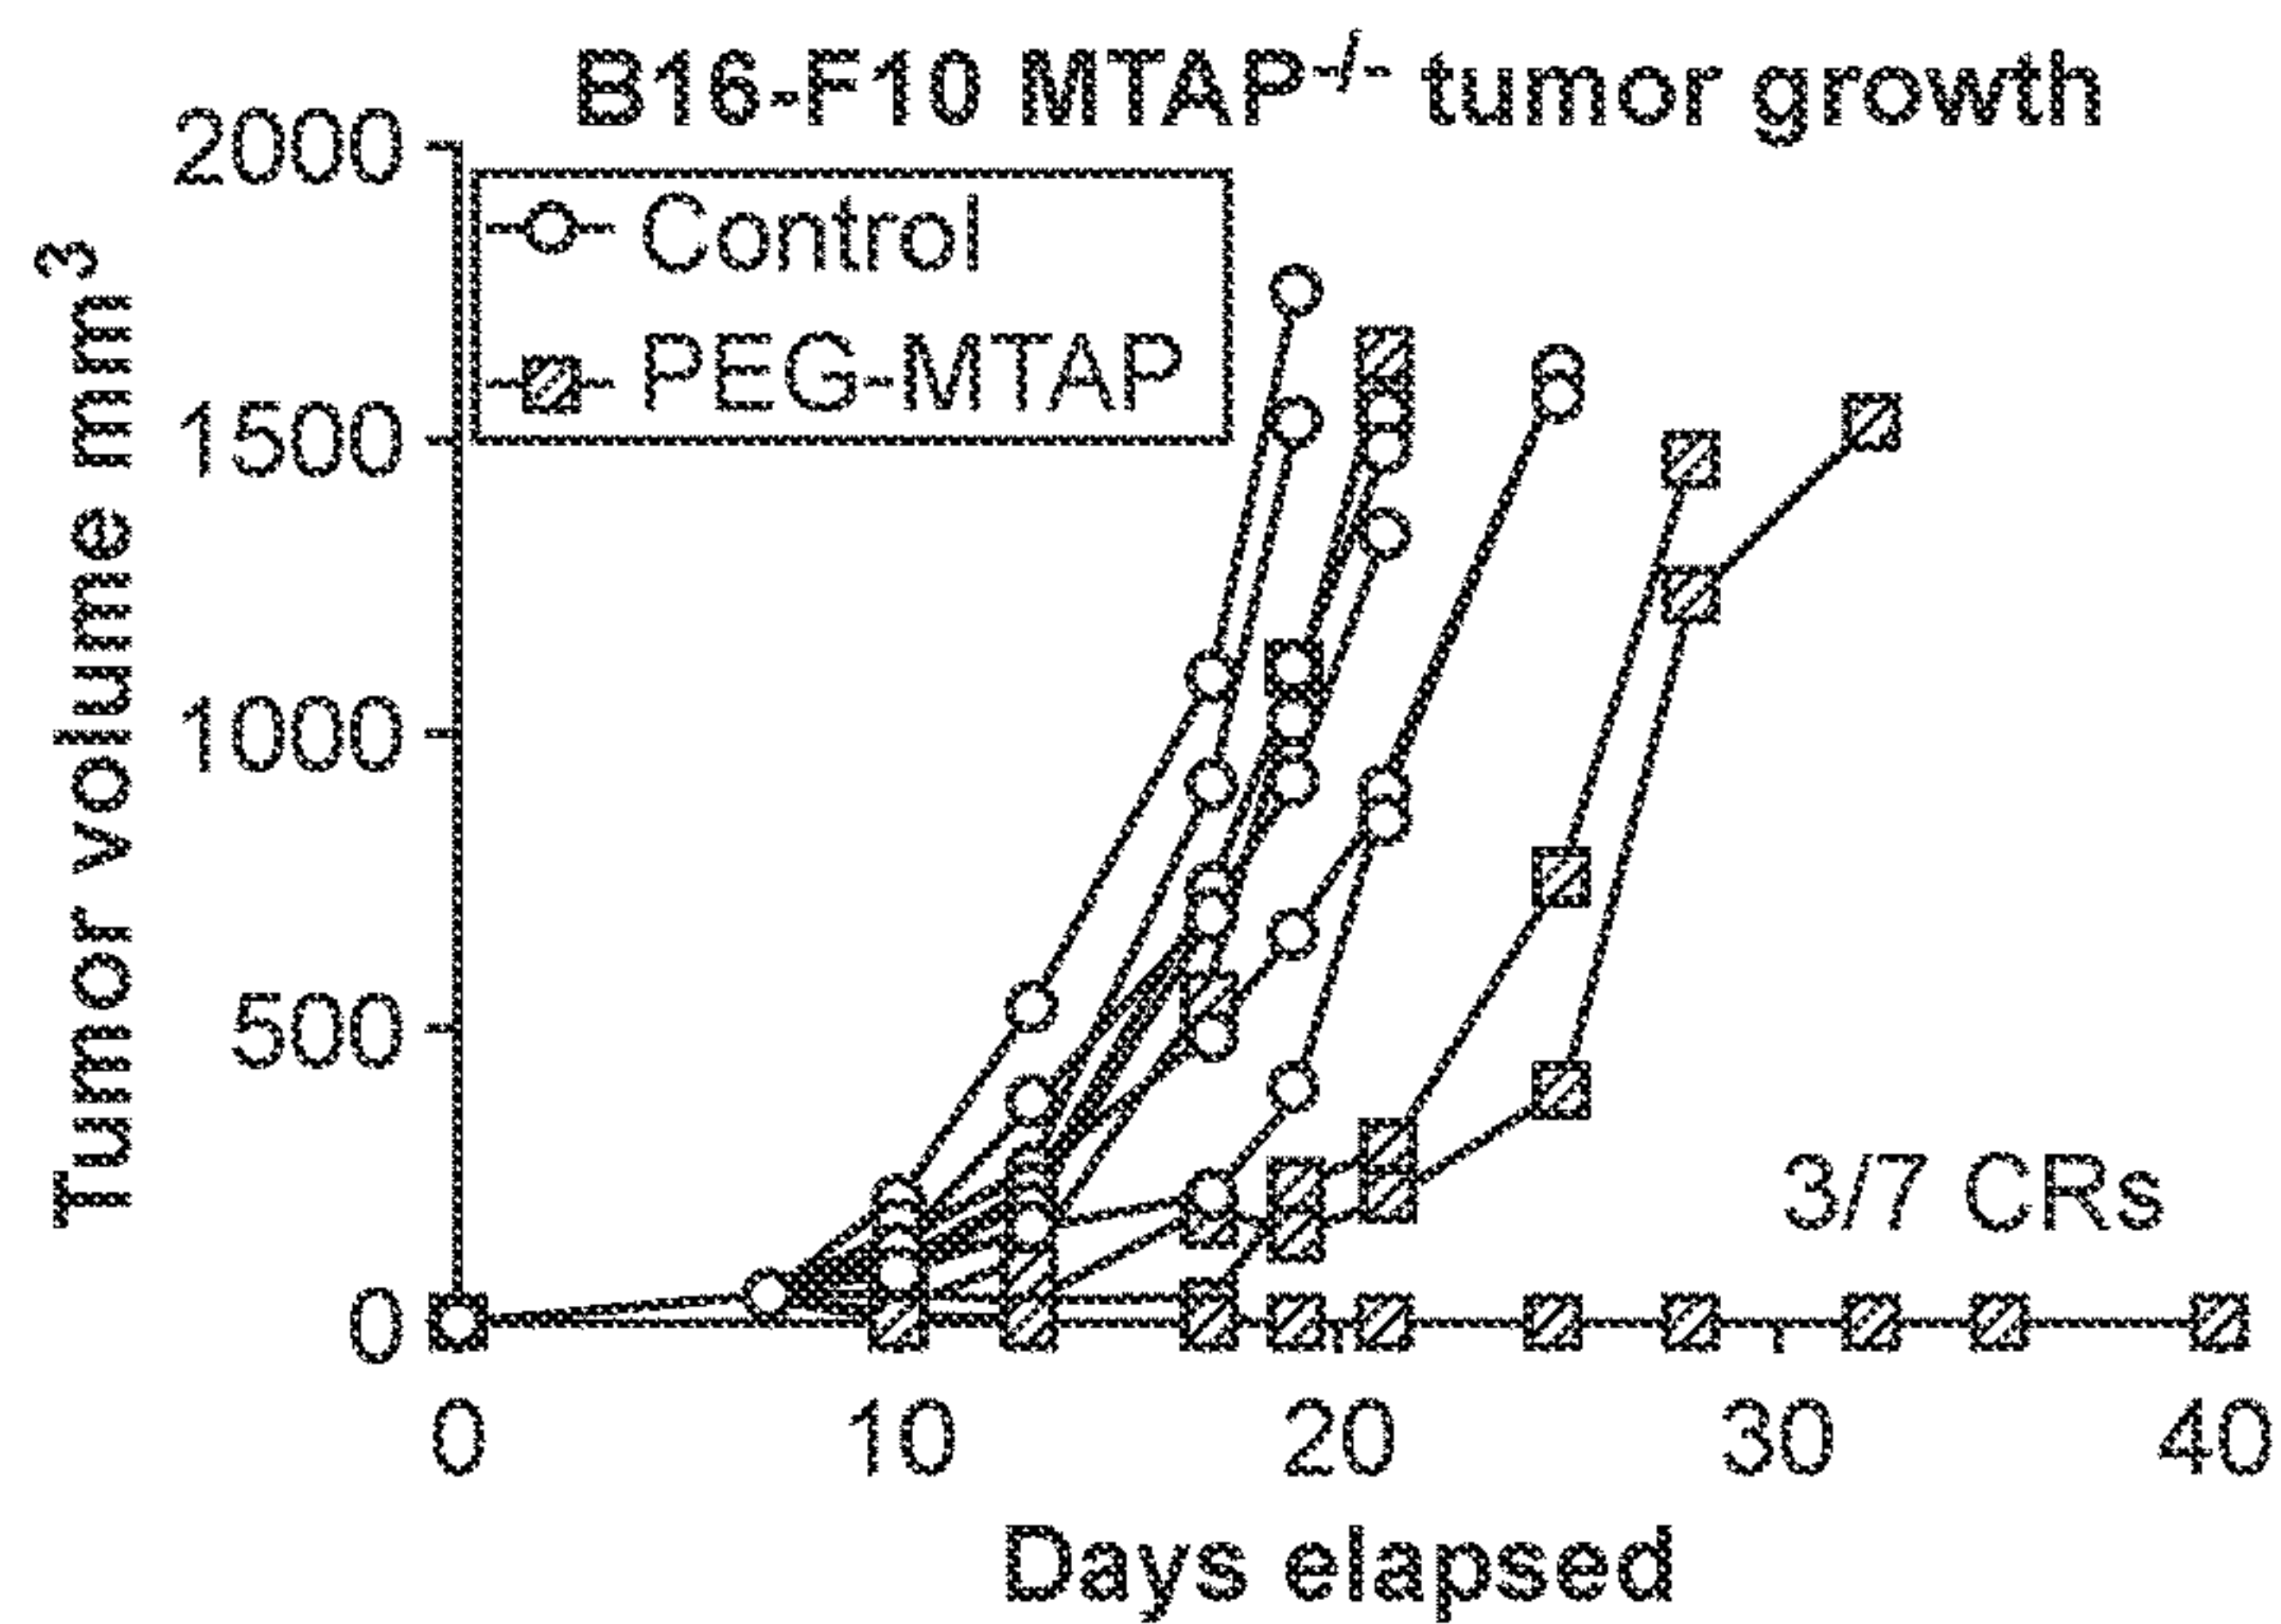 B16-F10 MTAP-/- tumor growth
Tumor volume mm3
2000
1500
1000
500
0
Control
PEG-MTAP
3/7 CRs
0 10 20 30 40
Days elapsed